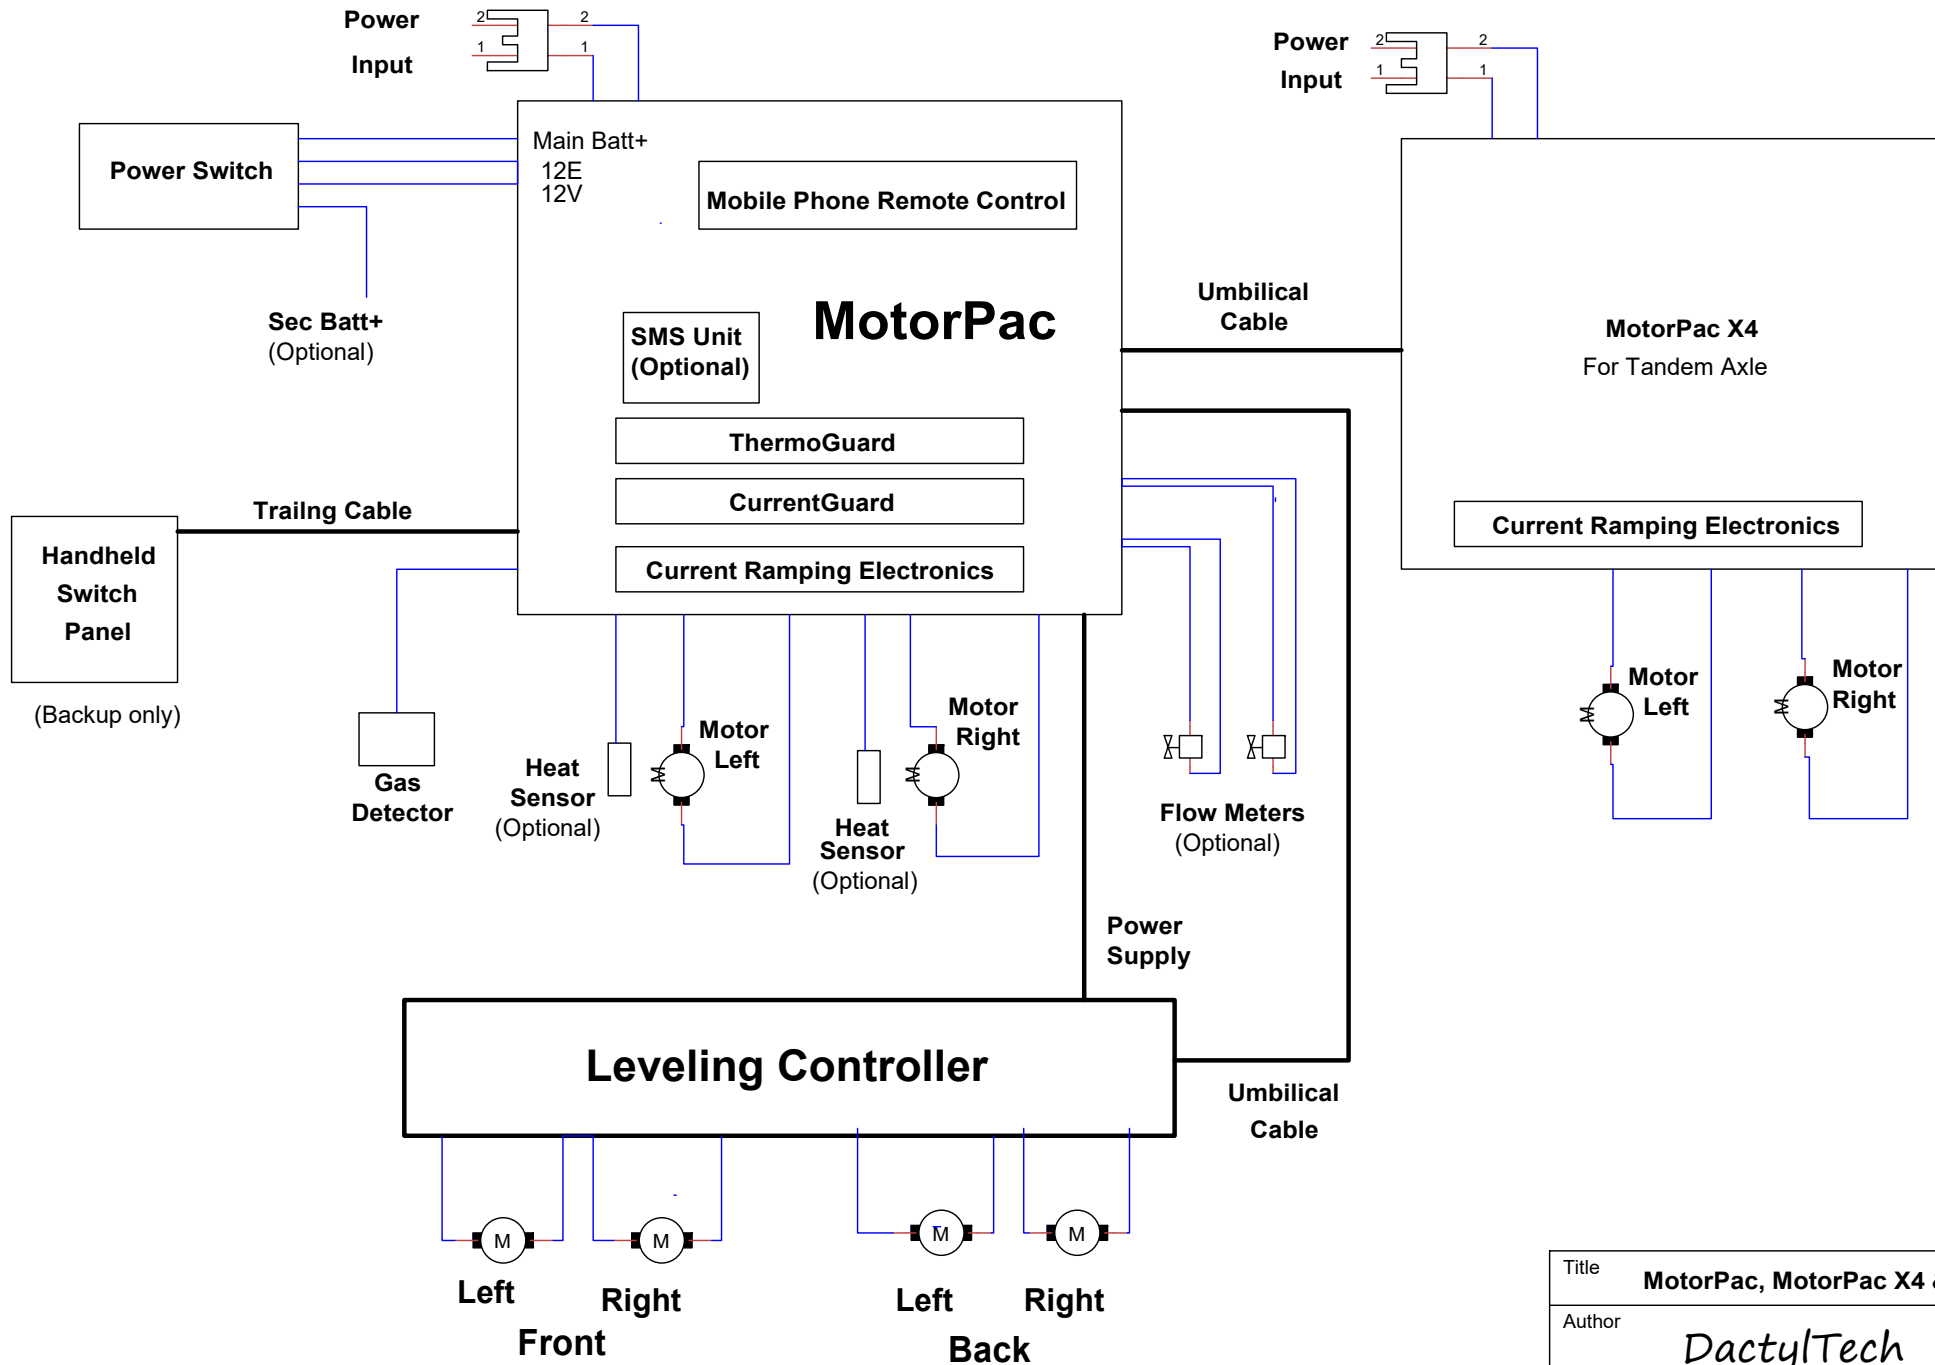 Power
Input
2
1
2
1
Power
Input
2
1
2
1
Power Switch
Main Batt+
12E
12V
Mobile Phone Remote Control
Sec Batt+
(Optional)
SMS Unit
(Optional)
MotorPac
Umbilical
Cable
MotorPac X4
For Tandem Axle
ThermoGuard
CurrentGuard
Current Ramping Electronics
Current Ramping Electronics
Trailng Cable
Handheld
Switch
Panel
(Backup only)
Gas
Detector
Heat
Sensor
(Optional)
M
Motor
Left
Heat
Sensor
(Optional)
M
Motor
Right
Flow Meters
(Optional)
M
Motor
Left
M
Motor
Right
Power
Supply
Leveling Controller
Umbilical
Cable
M
M
M
M
Left
Right
Left
Right
Front
Back
Title
MotorPac, MotorPac X4
Author
DactylTech